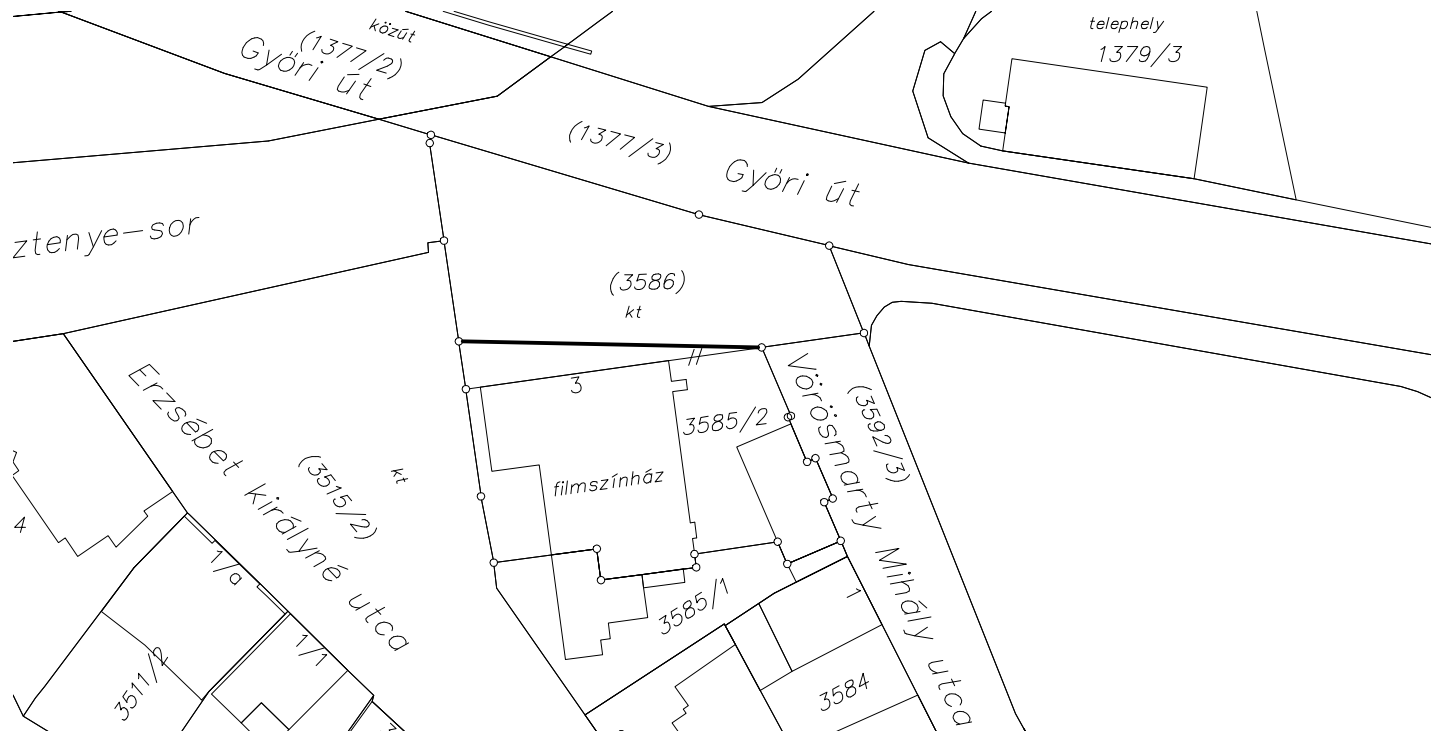 közút
(1377/2)
Győri út
telephely
1379/3
(1377/3)
Győri út
ztenye-sor
(3586)
kt
3
3585/2
filmszínház
Vörösmarty Mihály utca
(3592/3)
Erzsébet királyné utca
(3515/2)
kt
4
1/a
3585/1
1
1/1
3511/2
3584